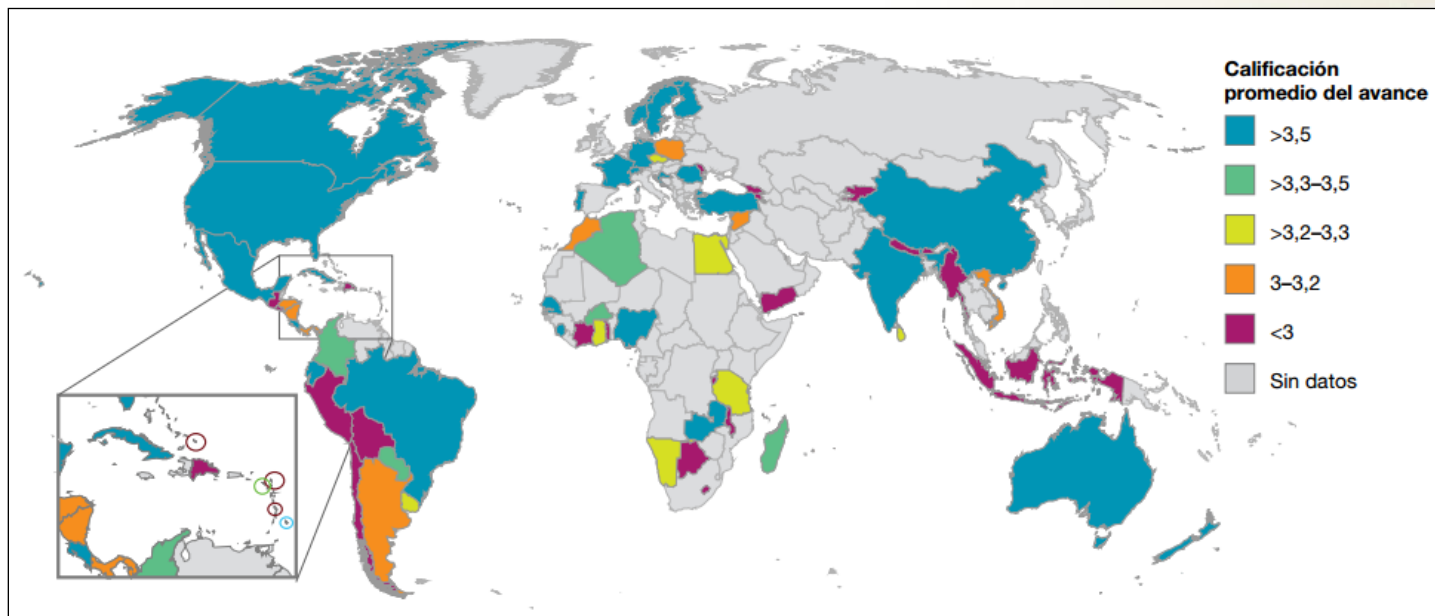 Calificación
promedio del avance
>3,5
>3,3–3,5
>3,2–3,3
3–3,2
<3
Sin datos